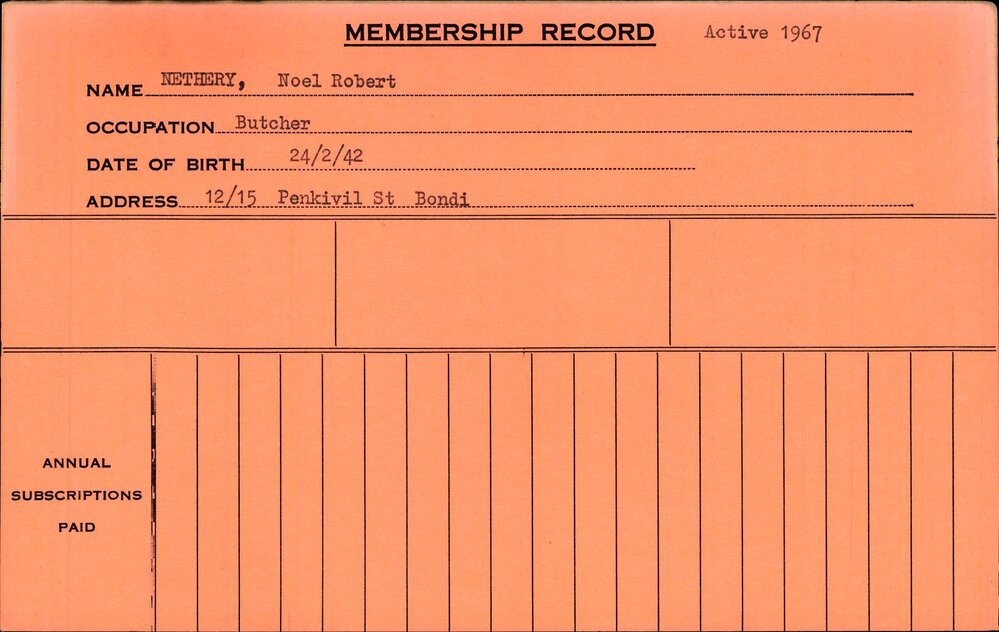 MEMBERSHIP RECORD Active 1967
NAME NETHERY, Noel Robert
OCCUPATION Butcher
DATE OF BIRTH 24/2/42
ADDRESS 12/15 Penkivil St Bondi
ANNUAL
SUBSCRIPTIONS
PAID